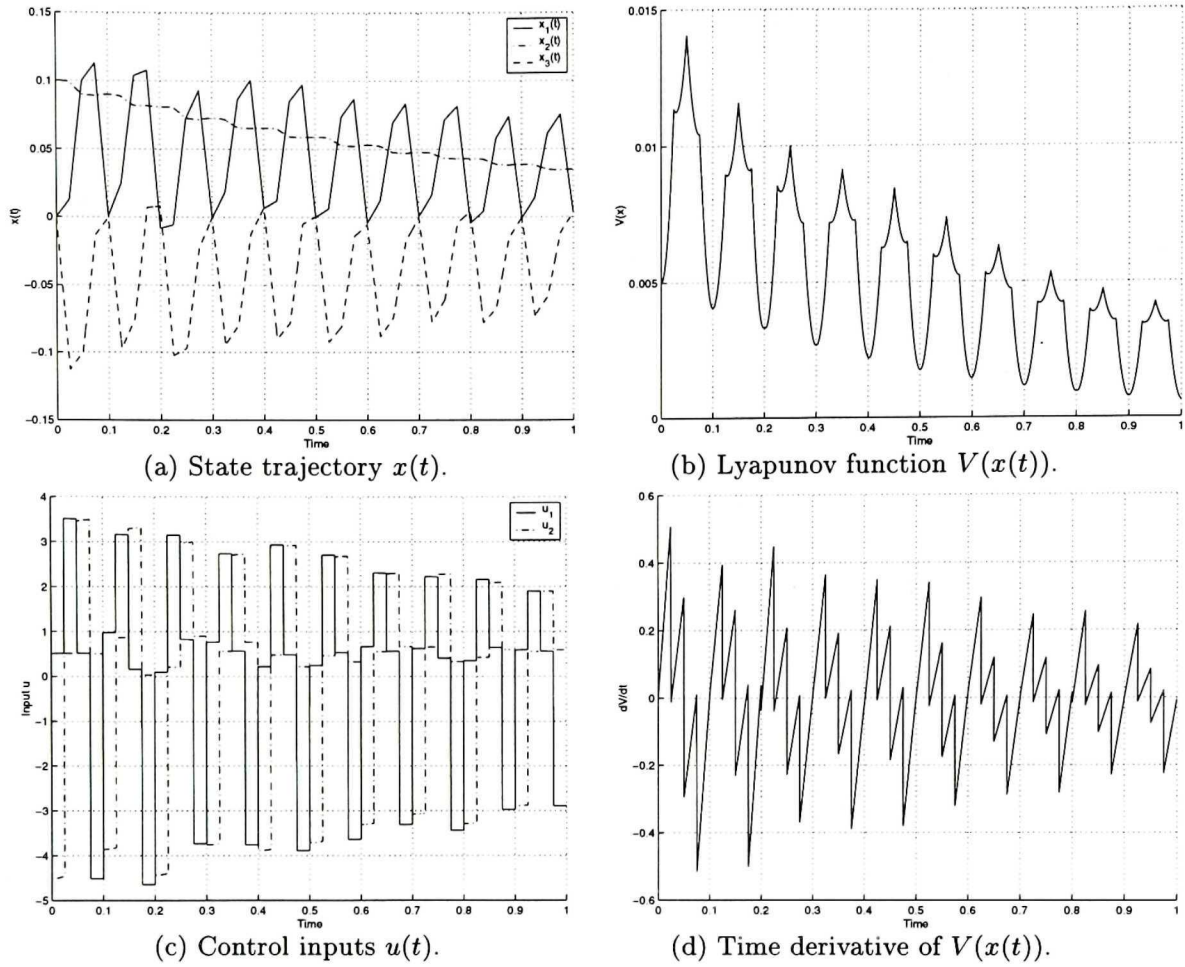 0.15
0.1
0.05
0
−0.05
−0.1
−0.15
x(t)
x1(t)
x2(t)
x3(t)
0 0.1 0.2 0.3 0.4 0.5 0.6 0.7 0.8 0.9 1
Time
(a) State trajectory x(t).
0.015
0.01
0.005
0
V(x)
0 0.1 0.2 0.3 0.4 0.5 0.6 0.7 0.8 0.9 1
Time
(b) Lyapunov function V(x(t)).
4
3
2
1
0
−1
−2
−3
−4
−5
Input u
u1
u2
0 0.1 0.2 0.3 0.4 0.5 0.6 0.7 0.8 0.9 1
Time
(c) Control inputs u(t).
0.6
0.4
0.2
0
−0.2
−0.4
−0.6
dV/dt
0 0.1 0.2 0.3 0.4 0.5 0.6 0.7 0.8 0.9 1
Time
(d) Time derivative of V(x(t)).